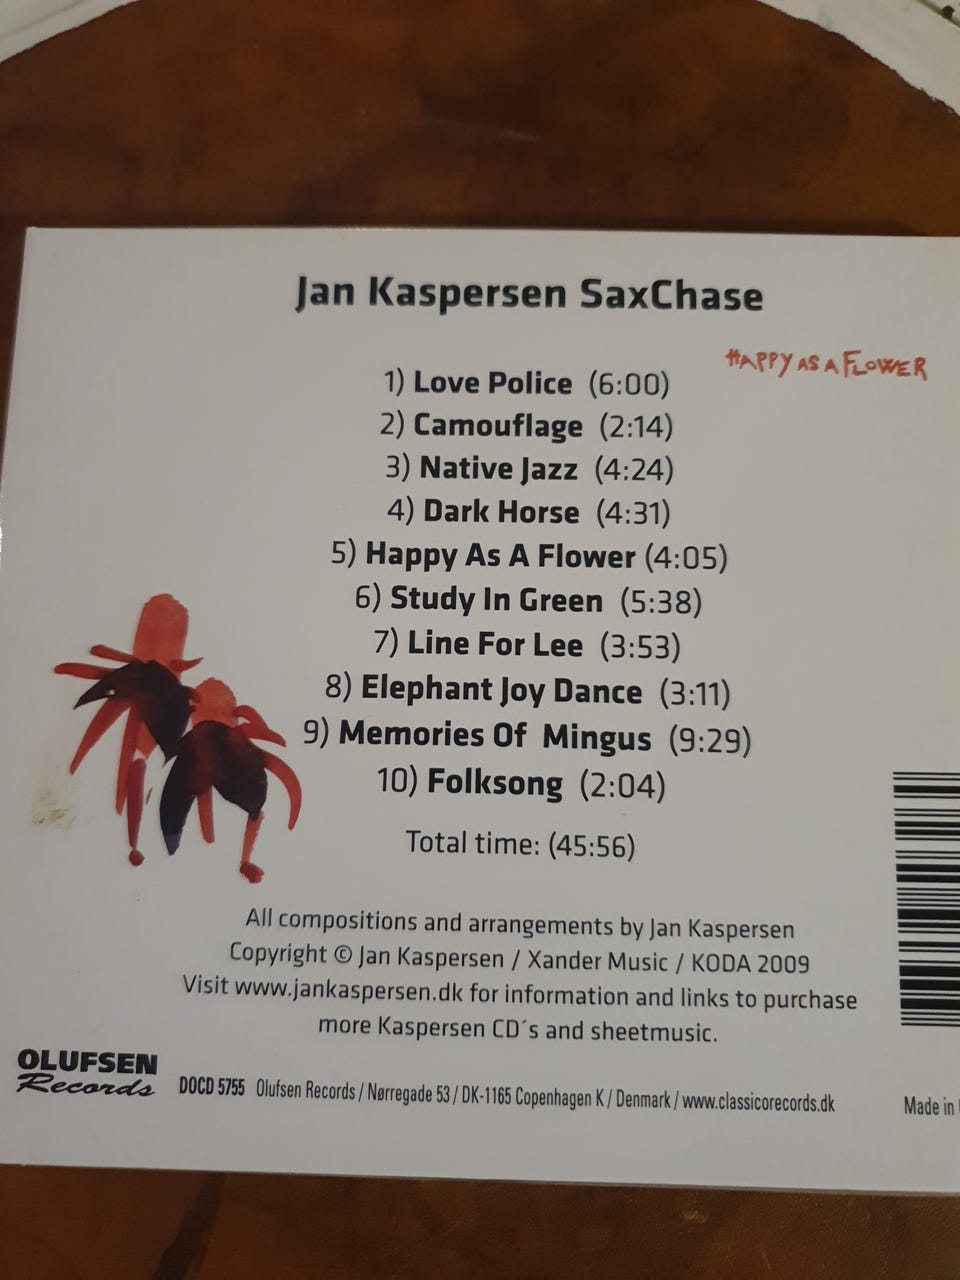 Jan Kaspersen SaxChase
HAPPY AS A FLOWER
1) Love Police (6:00)
2) Camouflage (2:14)
3) Native Jazz (4:24)
4) Dark Horse (4:31)
5) Happy As A Flower (4:05)
6) Study In Green (5:38)
7) Line For Lee (3:53)
8) Elephant Joy Dance (3:11)
9) Memories Of Mingus (9:29)
10) Folksong (2:04)
Total time: (45:56)
All compositions and arrangements by Jan Kaspersen
Copyright © Jan Kaspersen / Xander Music / KODA 2009
Visit www.jankaspersen.dk for information and links to purchase
more Kaspersen CD´s and sheetmusic.
OLUFSEN
Records
DOCD 5755 Olufsen Records / Nørregade 53 / DK-1165 Copenhagen K / Denmark / www.classicorecords.dk
Made in